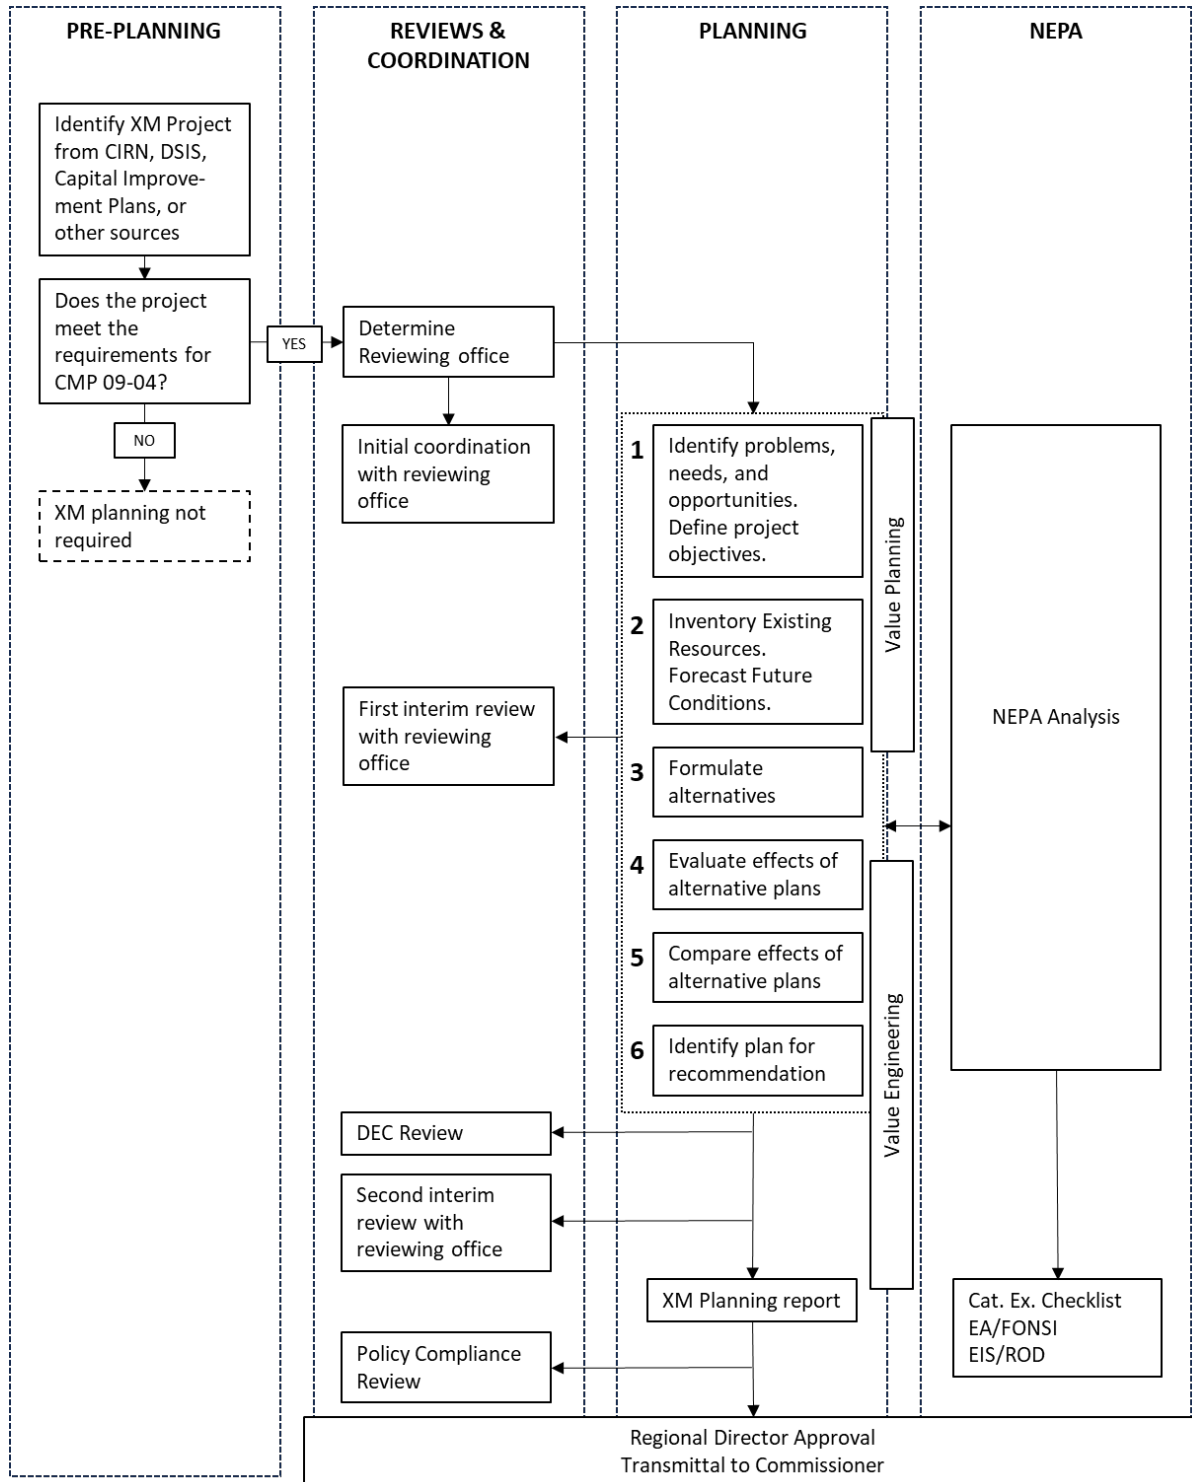 PRE-PLANNING
REVIEWS &
COORDINATION
PLANNING
NEPA
Identify XM Project
from CIRN, DSIS,
Capital Improve-
ment Plans, or
other sources
Does the project
meet the
requirements for
CMP 09-04?
YES
NO
XM planning not
required
Determine
Reviewing office
Initial coordination
with reviewing
office
First interim review
with reviewing
office
DEC Review
Second interim
review with
reviewing office
Policy Compliance
Review
1
Identify problems,
needs, and
opportunities.
Define project
objectives.
2
Inventory Existing
Resources.
Forecast Future
Conditions.
3
Formulate
alternatives
4
Evaluate effects of
alternative plans
5
Compare effects of
alternative plans
6
Identify plan for
recommendation
Value Planning
Value Engineering
XM Planning report
NEPA Analysis
Cat. Ex. Checklist
EA/FONSI
EIS/ROD
Regional Director Approval
Transmittal to Commissioner